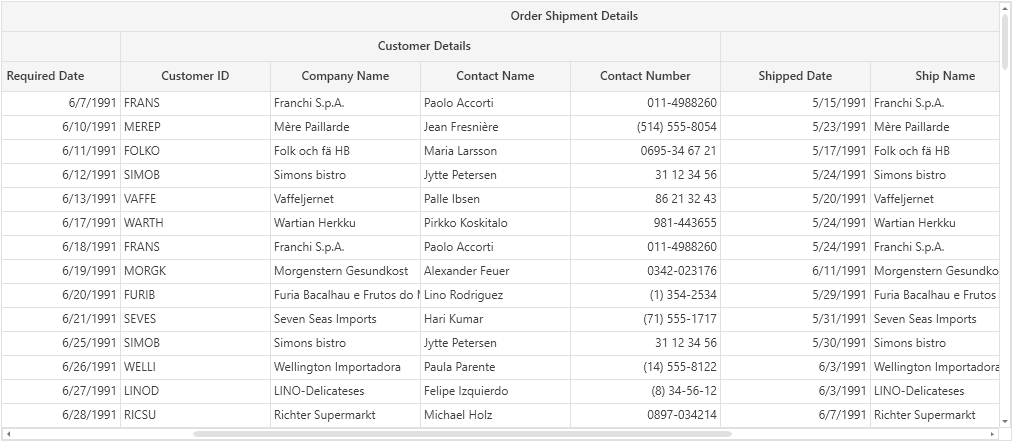 Order Shipment Details
Customer Details
Required Date Customer ID Company Name Contact Name Contact Number Shipped Date Ship Name
6/7/1991 FRANS Franchi S.p.A. Paolo Accorti 011-4988260 5/15/1991 Franchi S.p.A.
6/10/1991 MEREP Mère Paillarde Jean Fresnière (514) 555-8054 5/23/1991 Mère Paillarde
6/11/1991 FOLKO Folk och fä HB Maria Larsson 0695-34 67 21 5/17/1991 Folk och fä HB
6/12/1991 SIMOB Simons bistro Jytte Petersen 31 12 34 56 5/24/1991 Simons bistro
6/13/1991 VAFFE Vaffeljernet Palle Ibsen 86 21 32 43 5/20/1991 Vaffeljernet
6/17/1991 WARTH Wartian Herkku Pirkko Koskitalo 981-443655 5/24/1991 Wartian Herkku
6/18/1991 FRANS Franchi S.p.A. Paolo Accorti 011-4988260 5/24/1991 Franchi S.p.A.
6/19/1991 MORGK Morgenstern Gesundkost Alexander Feuer 0342-023176 6/11/1991 Morgenstern Gesundko
6/20/1991 FURIB Furia Bacalhau e Frutos do Lino Rodriguez (1) 354-2534 5/29/1991 Furia Bacalhau e Frutos
6/21/1991 SEVES Seven Seas Imports Hari Kumar (71) 555-1717 5/31/1991 Seven Seas Imports
6/25/1991 SIMOB Simons bistro Jytte Petersen 31 12 34 56 5/30/1991 Simons bistro
6/26/1991 WELLI Wellington Importadora Paula Parente (14) 555-8122 6/3/1991 Wellington Importadora
6/27/1991 LINOD LINO-Delicateses Felipe Izquierdo (8) 34-56-12 6/3/1991 LINO-Delicateses
6/28/1991 RICSU Richter Supermarkt Michael Holz 0897-034214 6/7/1991 Richter Supermarkt